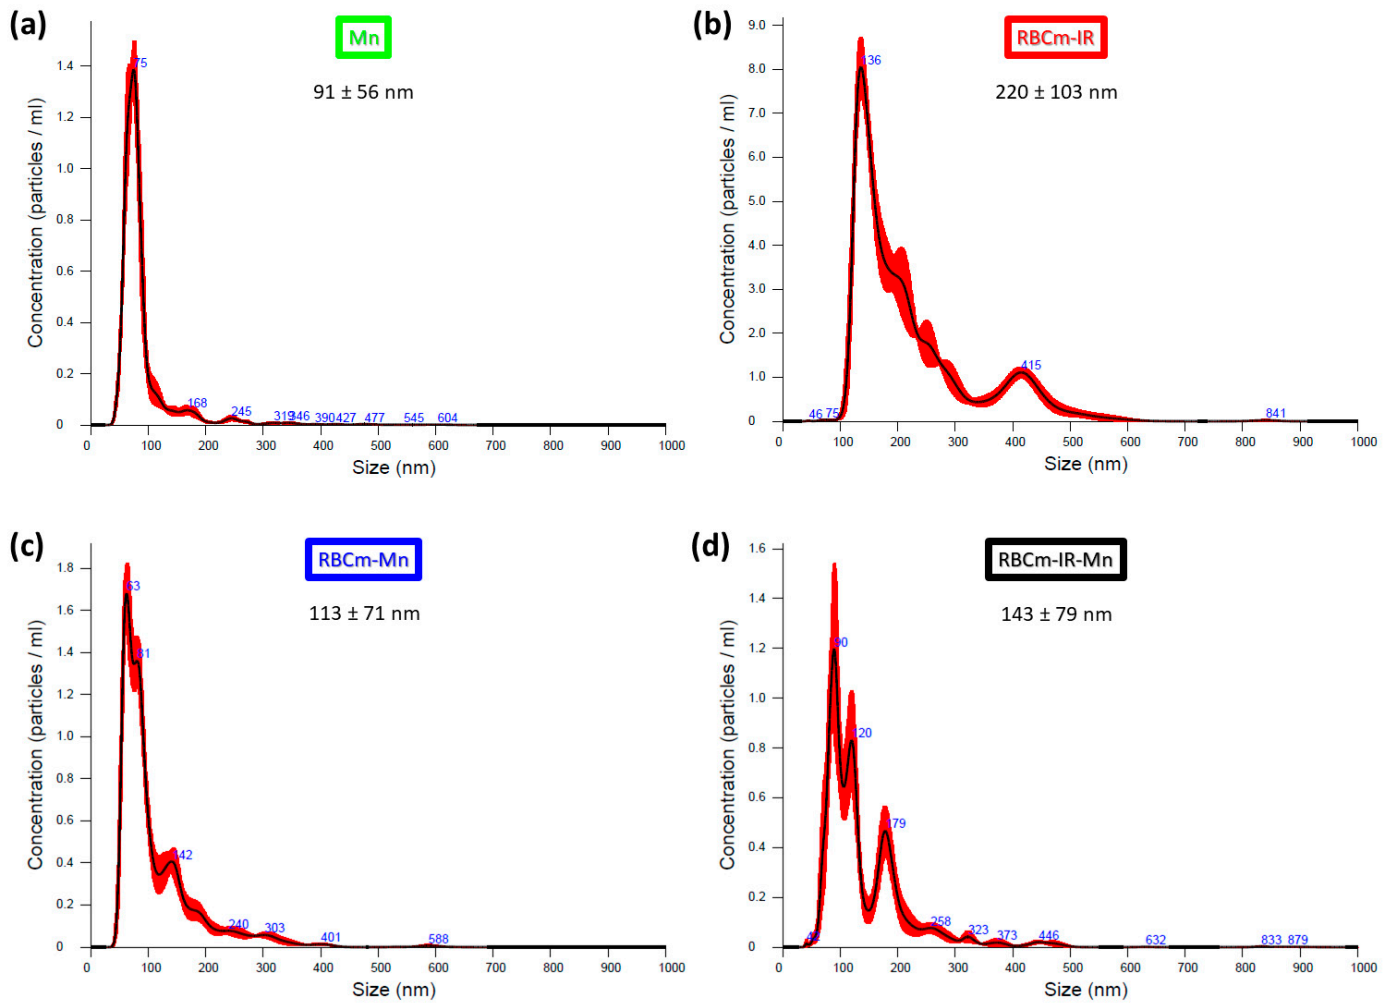 (a)
Mn
91 ± 56 nm
Concentration (particles / ml)
1.4
1.2
1.0
0.8
0.6
0.4
0.2
0
75
168
245
319
346
390
427
477
545
604
0 100 200 300 400 500 600 700 800 900 1000
Size (nm)
(b)
RBCm-IR
220 ± 103 nm
Concentration (particles / ml)
9.0
8.0
7.0
6.0
5.0
4.0
3.0
2.0
1.0
0
136
46
75
415
841
0 100 200 300 400 500 600 700 800 900 1000
Size (nm)
(c)
RBCm-Mn
113 ± 71 nm
Concentration (particles / ml)
1.8
1.6
1.4
1.2
1.0
0.8
0.6
0.4
0.2
0
63
81
142
240
303
401
588
0 100 200 300 400 500 600 700 800 900 1000
Size (nm)
(d)
RBCm-IR-Mn
143 ± 79 nm
Concentration (particles / ml)
1.6
1.4
1.2
1.0
0.8
0.6
0.4
0.2
0
90
120
179
258
323
373
446
632
833
879
0 100 200 300 400 500 600 700 800 900 1000
Size (nm)